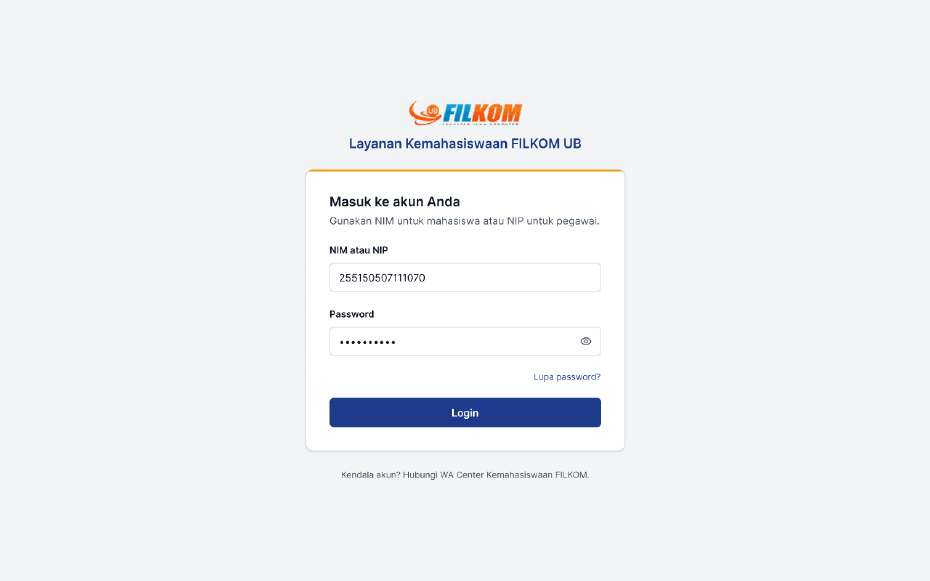 UB FILKOM
Layanan Kemahasiswaan FILKOM UB
Masuk ke akun Anda
Gunakan NIM untuk mahasiswa atau NIP untuk pegawai.
NIM atau NIP
255150507111070
Password
••••••••••
Lupa password?
Login
Kendala akun? Hubungi WA Center Kemahasiswaan FILKOM.